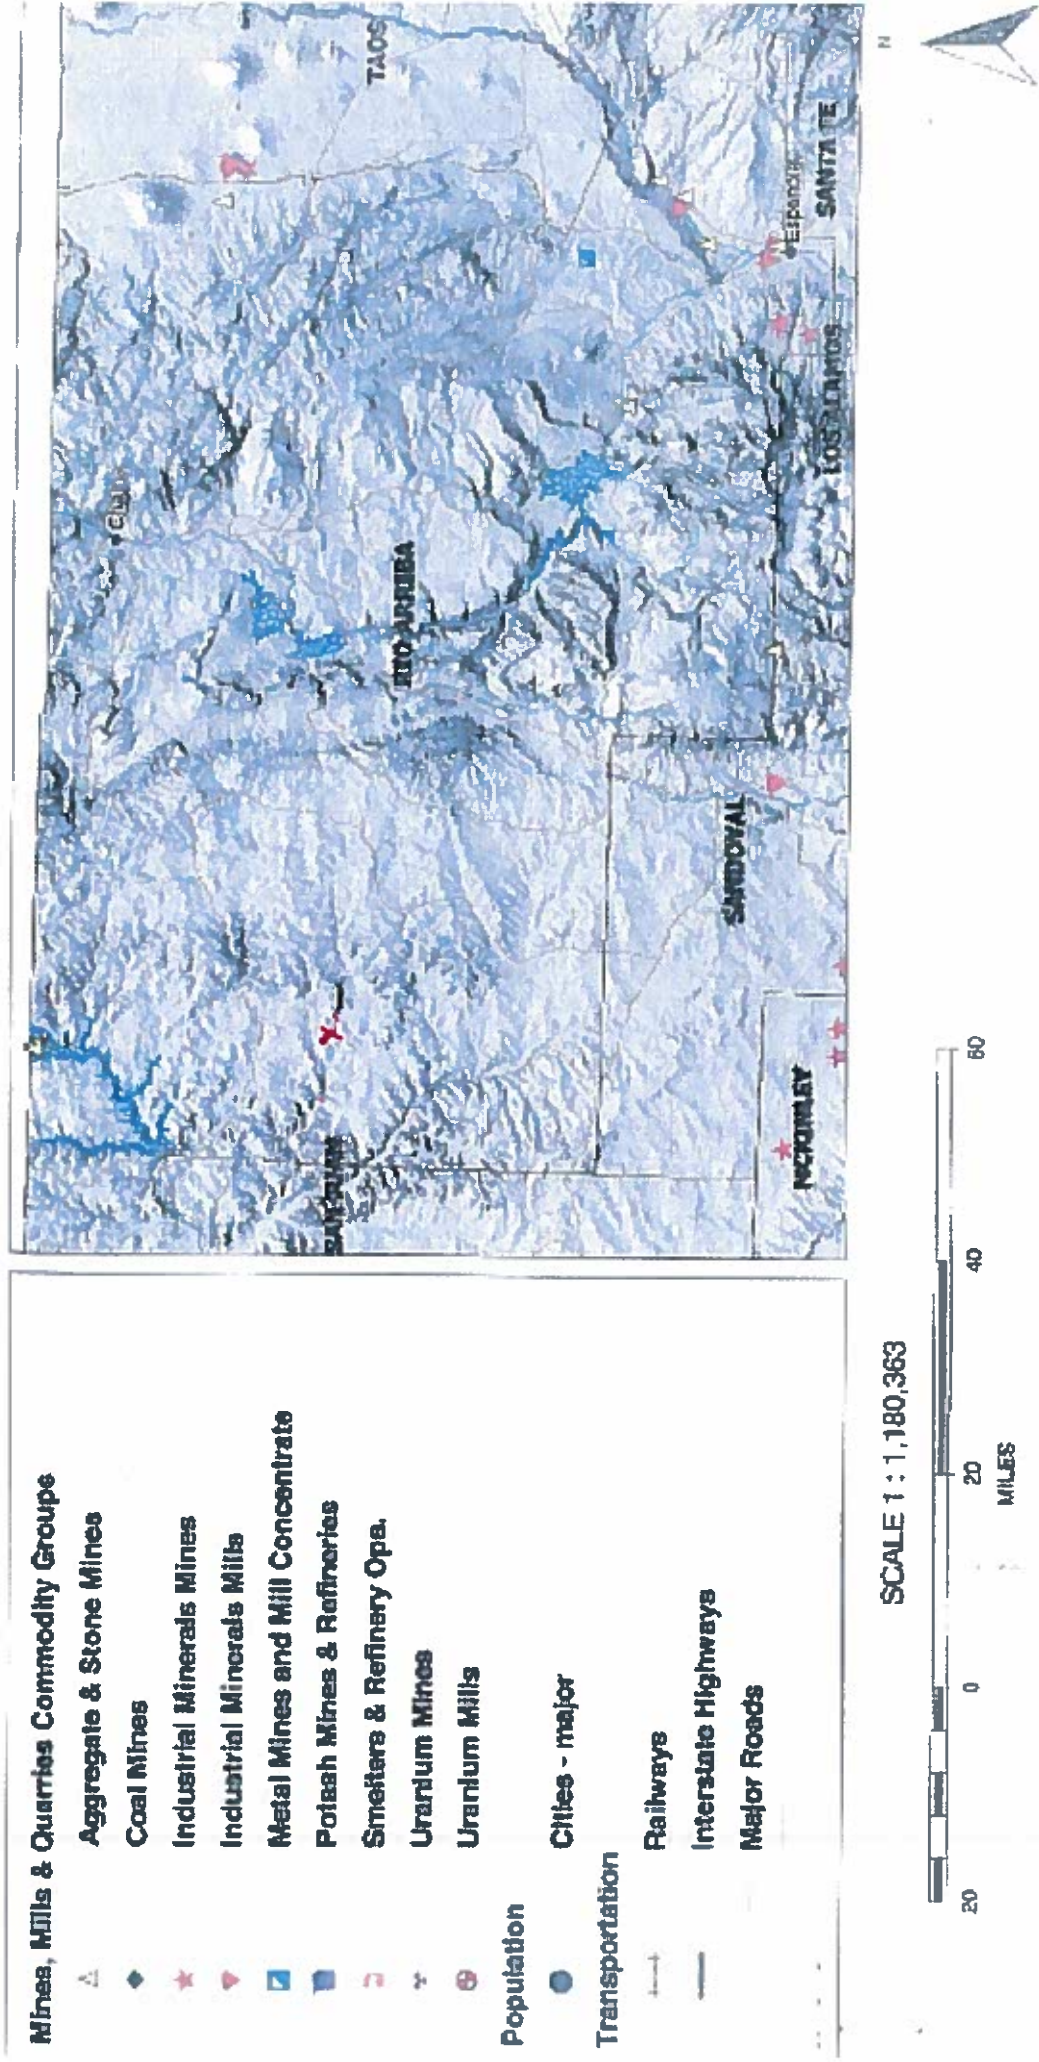 Mines, Mills & Quarries Commodity Groups
Aggregate & Stone Mines
Coal Mines
Industrial Minerals Mines
Industrial Minerals Mills
Metal Mines and Mill Concentrate
Potash Mines & Refineries
Smelters & Refinery Ops.
Uranium Mines
Uranium Mills
Population
Cities - major
Transportation
Railways
Interstate Highways
Major Roads
TAOS
RIO ARRIBA
Espanola
SANTA FE
LOS ALAMOS
SANDOVAL
MCKINLEY
SCALE 1 : 1,180,363
20 0 20 40 60
MILES
N